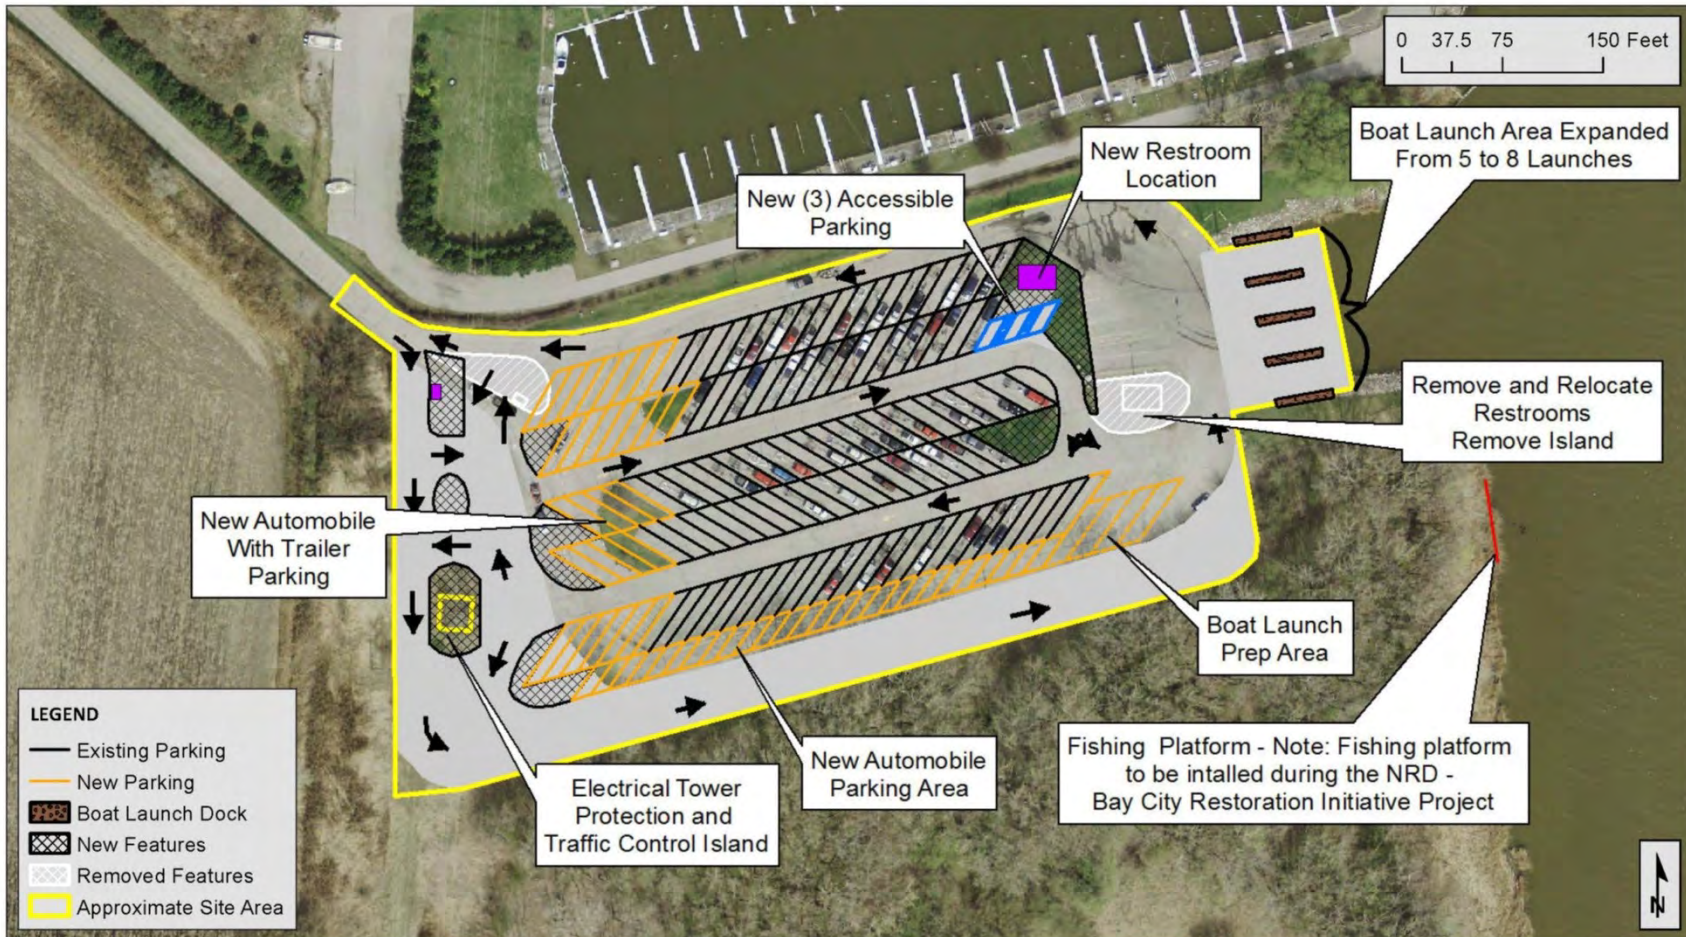 0 37.5 75 150 Feet
Boat Launch Area Expanded
From 5 to 8 Launches
New Restroom
Location
New (3) Accessible
Parking
Remove and Relocate
Restrooms
Remove Island
New Automobile
With Trailer
Parking
Boat Launch
Prep Area
Fishing Platform - Note: Fishing platform
to be intalled during the NRD -
Bay City Restoration Initiative Project
New Automobile
Parking Area
Electrical Tower
Protection and
Traffic Control Island
LEGEND
Existing Parking
New Parking
Boat Launch Dock
New Features
Removed Features
Approximate Site Area
N